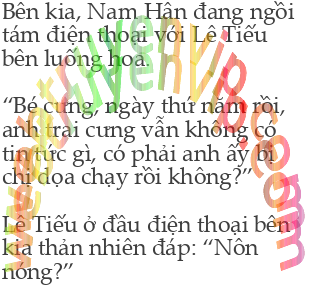 Bên kia, Nam Hân đang ngồi
tám điện thoại với Lê Tiếu
bên luống hoa.
“Bé cưng, ngày thứ năm rồi,
anh trai cưng vẫn không có
tin tức gì, có phải anh ấy bị
chị dọa chạy rồi không?”
Lê Tiếu ở đầu điện thoại bên
kia thản nhiên đáp: “Nôn
nóng?”